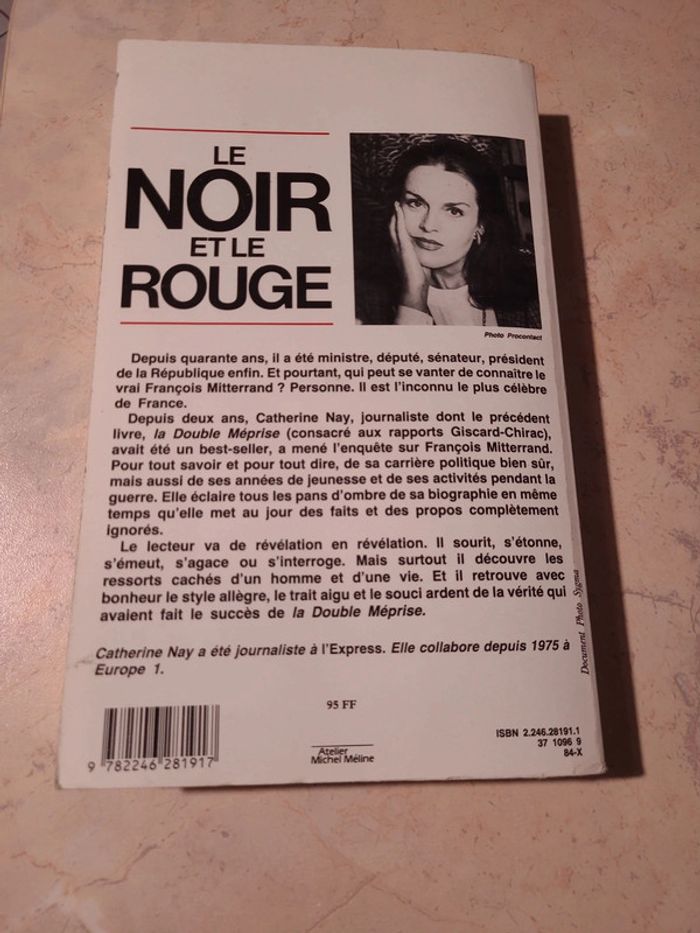 LE
NOIR
ET LE
ROUGE
Photo Procontact
Depuis quarante ans, il a été ministre, député, sénateur, président
de la République enfin. Et pourtant, qui peut se vanter de connaître le
vrai François Mitterrand ? Personne. Il est l'inconnu le plus célèbre
de France.
Depuis deux ans, Catherine Nay, journaliste dont le précédent
livre, la Double Méprise (consacré aux rapports Giscard-Chirac),
avait été un best-seller, a mené l'enquête sur François Mitterrand.
Pour tout savoir et pour tout dire, de sa carrière politique bien sûr,
mais aussi de ses années de jeunesse et de ses activités pendant la
guerre. Elle éclaire tous les pans d'ombre de sa biographie en même
temps qu'elle met au jour des faits et des propos complètement
ignorés.
Le lecteur va de révélation en révélation. Il sourit, s'étonne,
s'émeut, s'agace ou s'interroge. Mais surtout il découvre les
ressorts cachés d'un homme et d'une vie. Et il retrouve avec
bonheur le style allègre, le trait aigu et le souci ardent de la vérité qui
avaient fait le succès de la Double Méprise.
Document Photo Sygma
Catherine Nay a été journaliste à l'Express. Elle collabore depuis 1975 à
Europe 1.
95 FF
9 782246 281917
Atelier
Michel Méline
ISBN 2.246.28191.1
37 1096 9
84-X